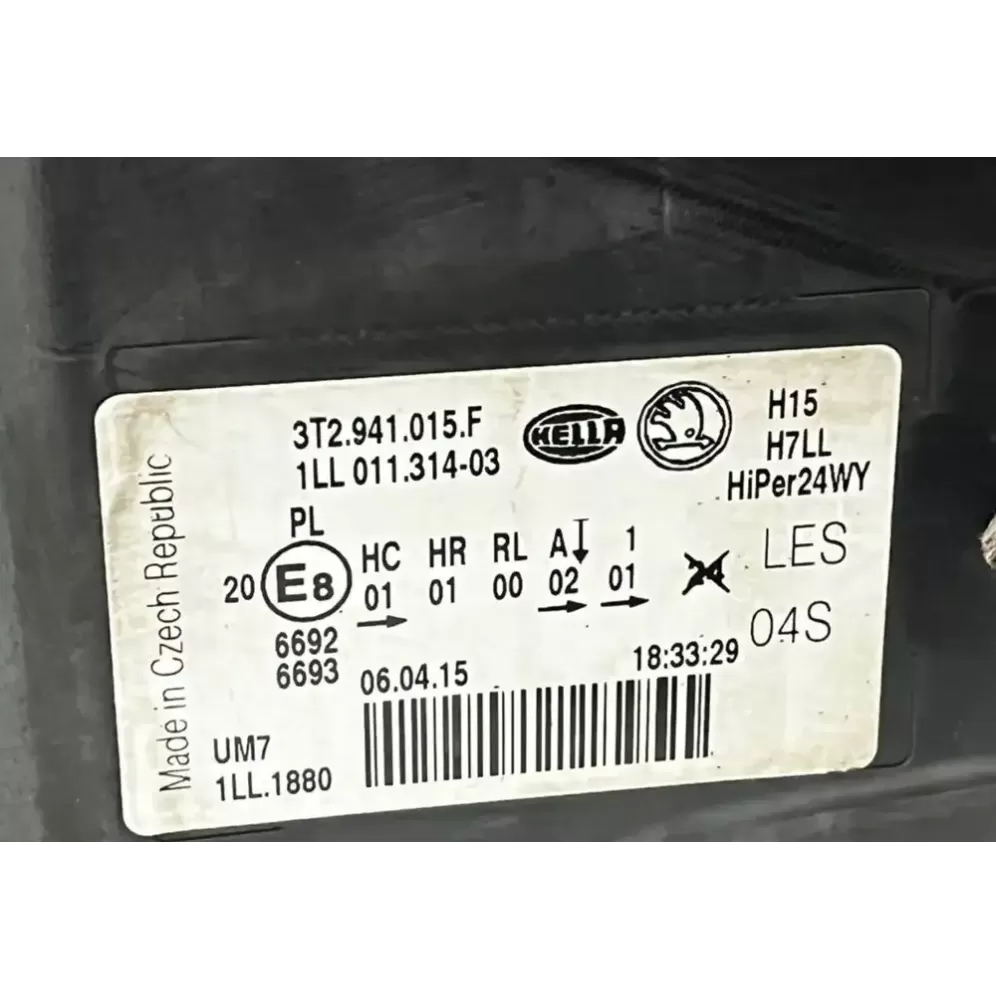 3T2.941.015.F
1LL 011.314-03
HELLA
H15
H7LL
HiPer24WY
PL
20 E8
HC HR RL A 1
01 01 00 02 01
6692
6693
24
LES
04S
06.04.15
18:33:29
UM7
1LL.1880
Made in Czech Republic